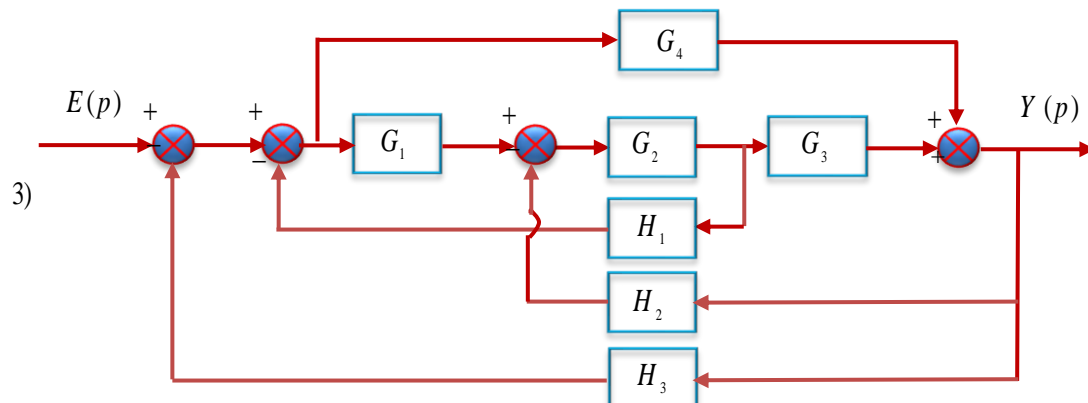 G₄
E(p)
+
+
+
+
Y (p)
−
−
−
+
G₁
G₂
G₃
3)
H₁
H₂
H₃